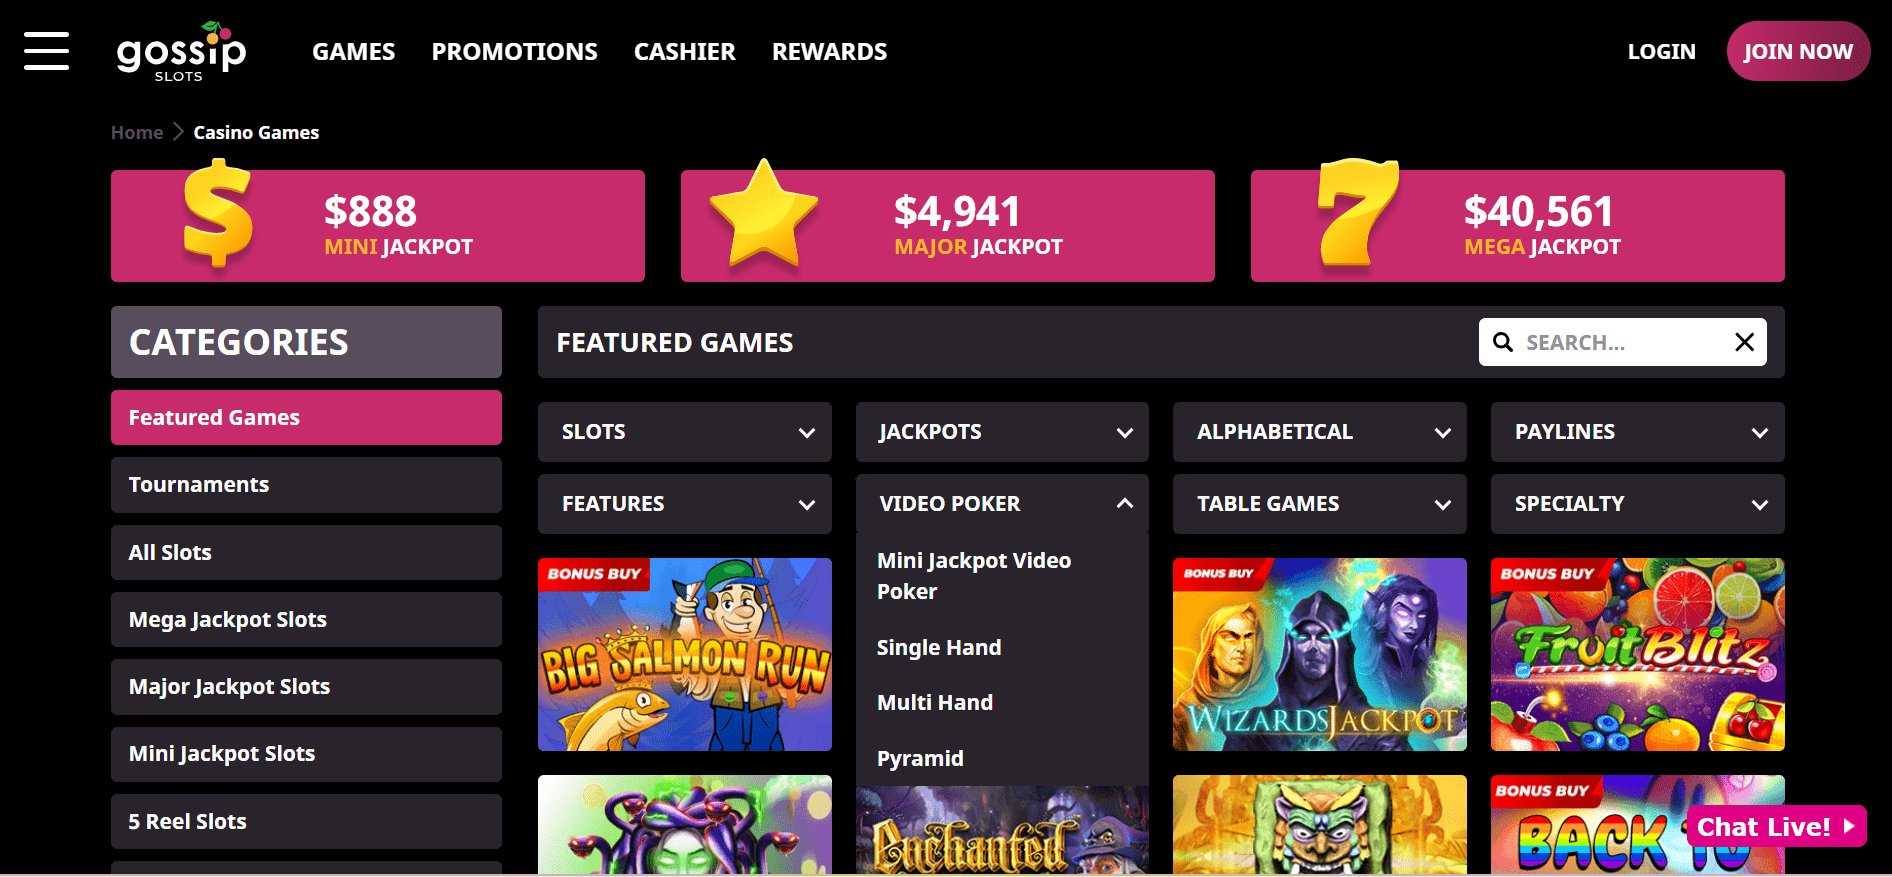 gossip
SLOTS
GAMES PROMOTIONS CASHIER REWARDS
LOGIN JOIN NOW
Home Casino Games
$888
MINI JACKPOT
$4,941
MAJOR JACKPOT
$40,561
MEGA JACKPOT
CATEGORIES
Featured Games
Tournaments
All Slots
Mega Jackpot Slots
Major Jackpot Slots
Mini Jackpot Slots
5 Reel Slots
FEATURED GAMES
SEARCH...
SLOTS JACKPOTS ALPHABETICAL PAYLINES
FEATURES VIDEO POKER TABLE GAMES SPECIALTY
Mini Jackpot Video
Poker
Single Hand
Multi Hand
Pyramid
BONUS BUY
BIG SALMON RUN
BONUS BUY
WIZARDS JACKPOT
BONUS BUY
Fruit Blitz
Enchanted
BONUS BUY
BACK TO
Chat Live!